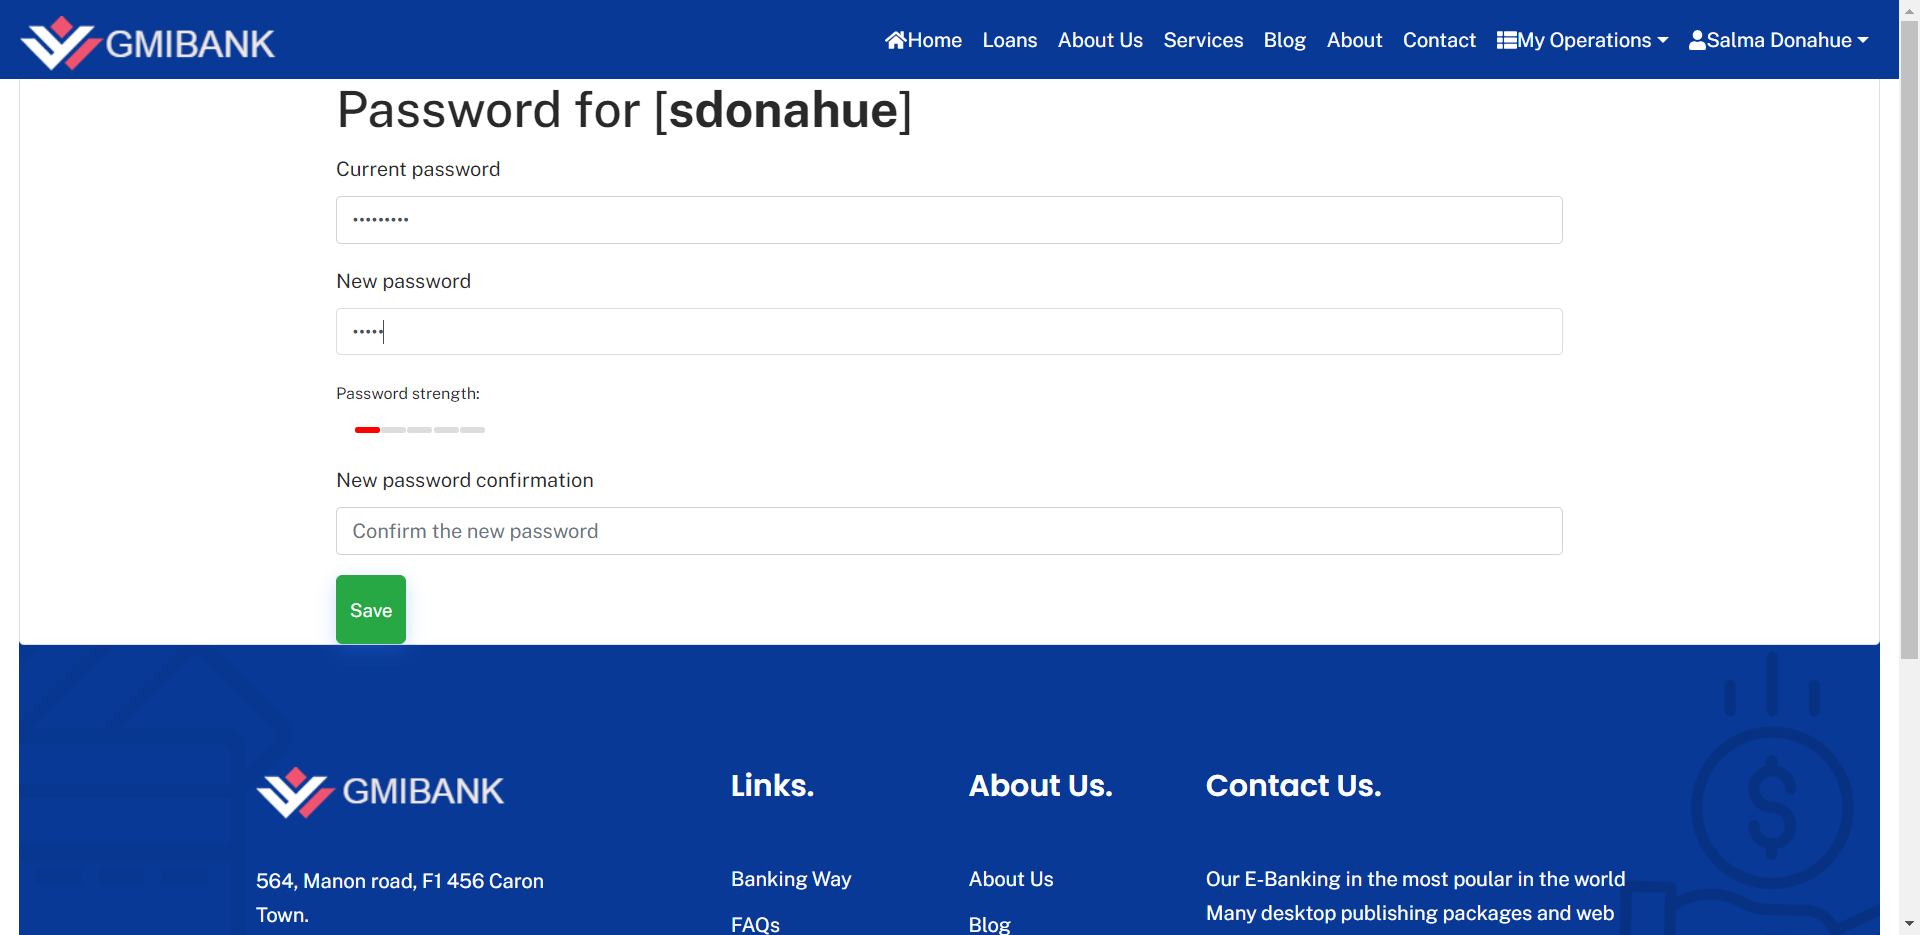 GMIBANK
Home Loans About Us Services Blog About Contact My Operations Salma Donahue
Password for [sdonahue]
Current password
•••••••••
New password
•••••
Password strength:
New password confirmation
Confirm the new password
Save
GMIBANK
564, Manon road, F1 456 Caron
Town.
Links.
Banking Way
FAQs
About Us.
About Us
Blog
Contact Us.
Our E-Banking in the most poular in the world
Many desktop publishing packages and web